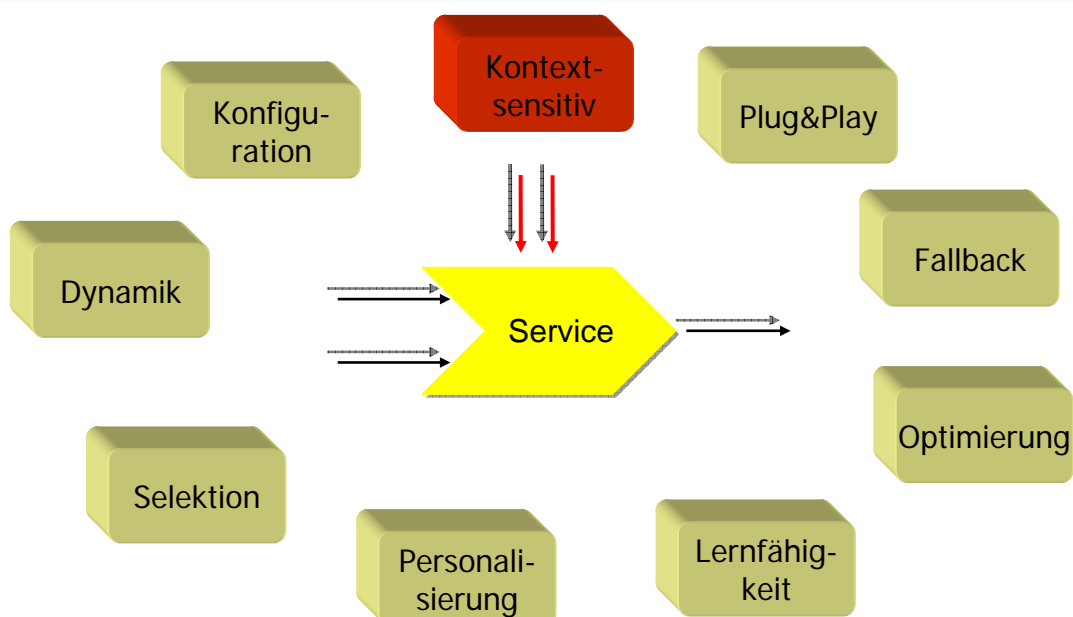 Kontext-
sensitiv
Konfigu-
ration
Plug&Play
Dynamik
Fallback
Service
Optimierung
Selektion
Personali-
sierung
Lernfähig-
keit